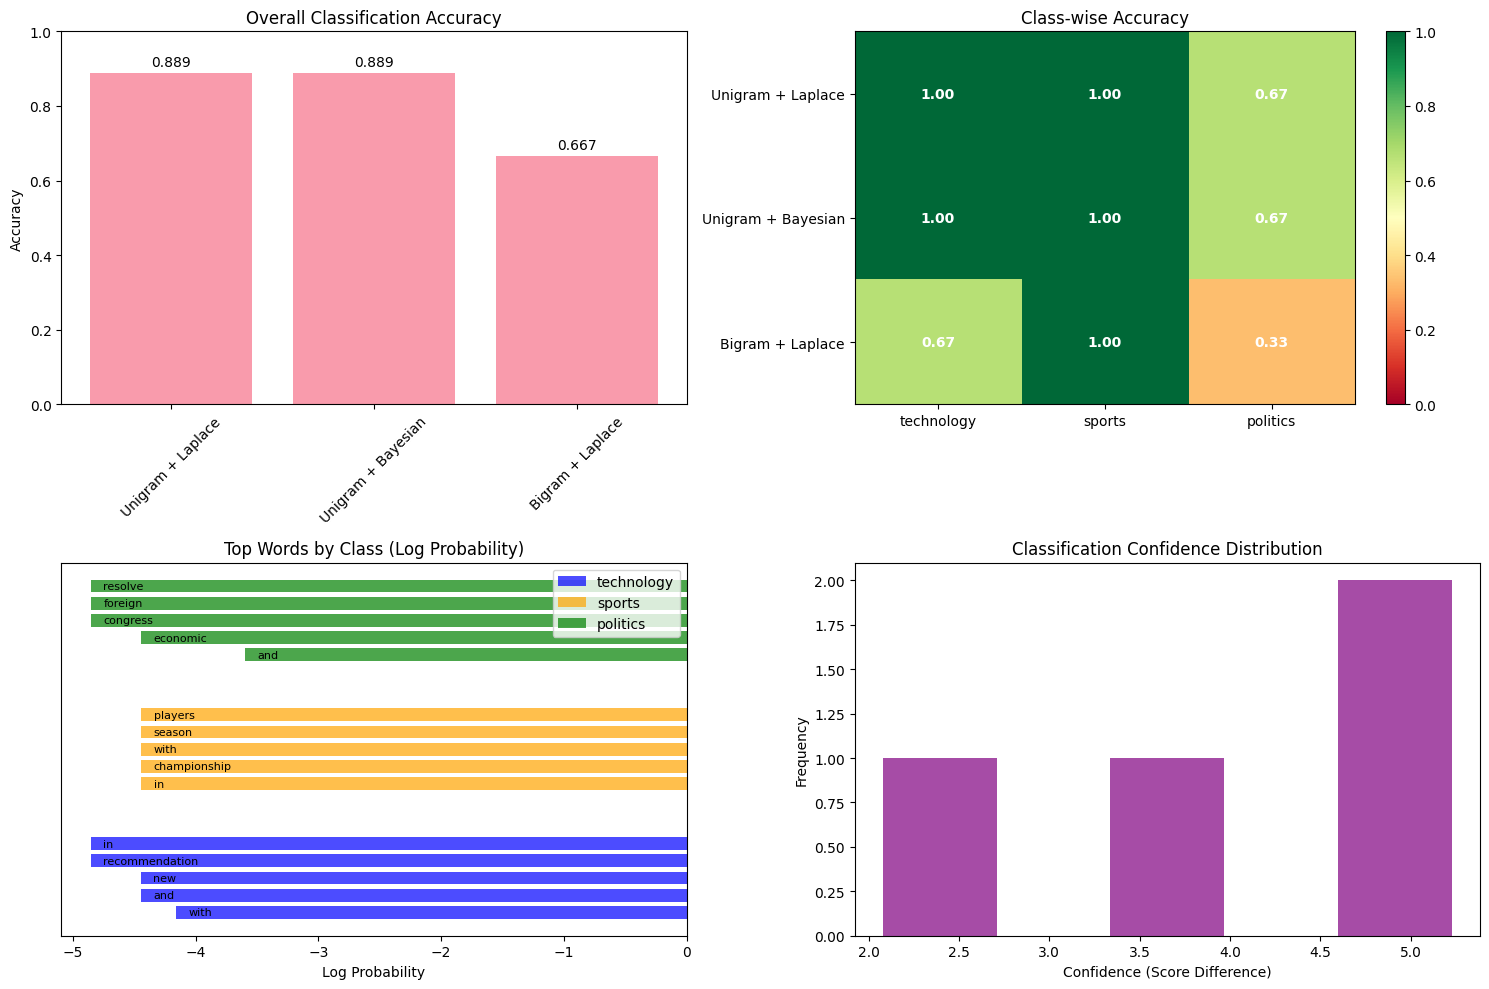 Overall Classification Accuracy
Accuracy
1.0
0.8
0.6
0.4
0.2
0.0
0.889
0.889
0.667
Unigram + Laplace
Unigram + Bayesian
Bigram + Laplace
Class-wise Accuracy
Unigram + Laplace
Unigram + Bayesian
Bigram + Laplace
1.00 1.00 0.67
1.00 1.00 0.67
0.67 1.00 0.33
technology sports politics
1.0
0.8
0.6
0.4
0.2
0.0
Top Words by Class (Log Probability)
technology
sports
politics
resolve
foreign
congress
economic
and
players
season
with
championship
in
in
recommendation
new
and
with
−5 −4 −3 −2 −1 0
Log Probability
Classification Confidence Distribution
Frequency
2.00
1.75
1.50
1.25
1.00
0.75
0.50
0.25
0.00
2.0 2.5 3.0 3.5 4.0 4.5 5.0
Confidence (Score Difference)